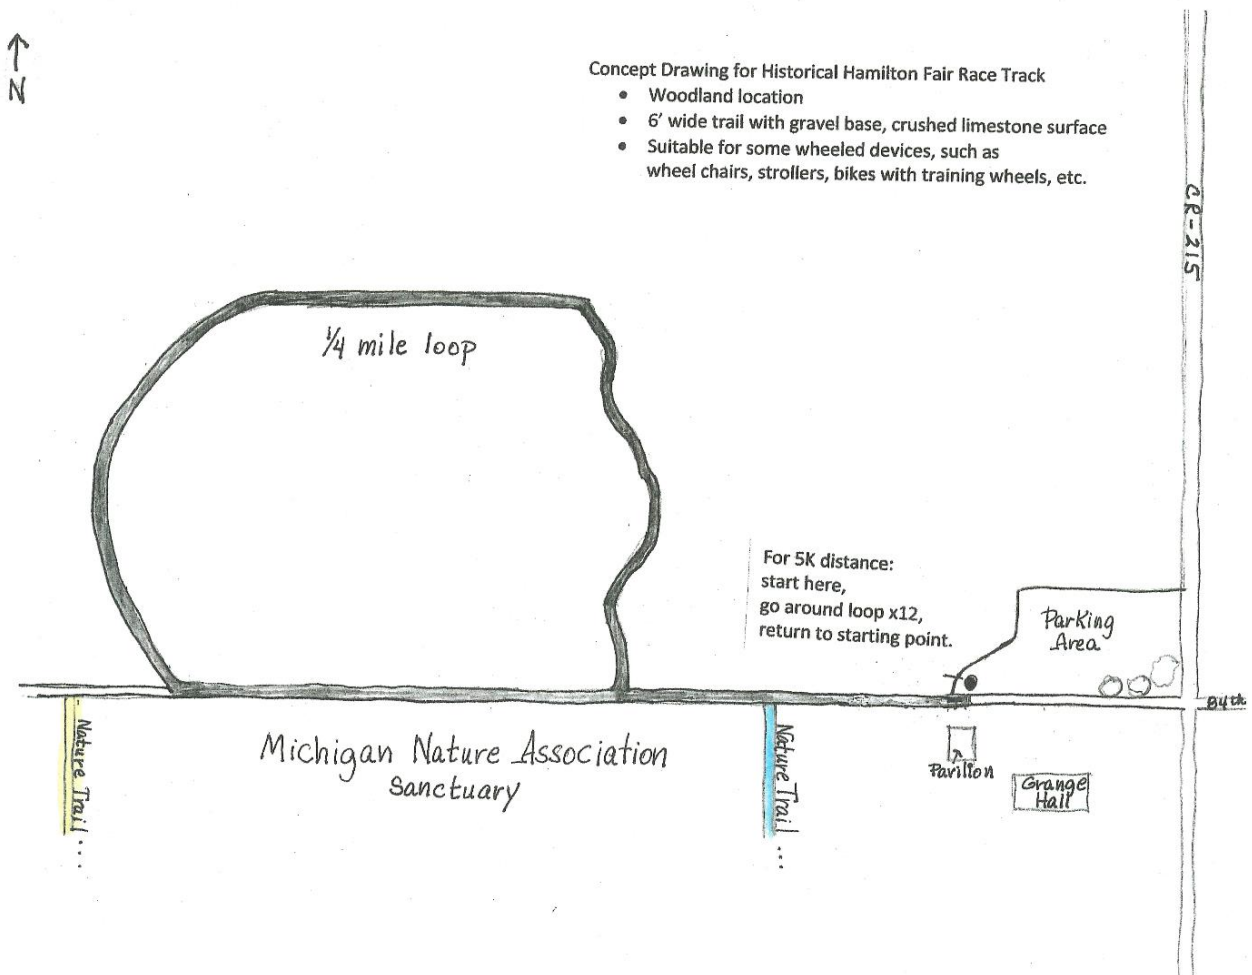 N
Concept Drawing for Historical Hamilton Fair Race Track
• Woodland location
• 6' wide trail with gravel base, crushed limestone surface
• Suitable for some wheeled devices, such as
wheel chairs, strollers, bikes with training wheels, etc.
CR-215
¼ mile loop
For 5K distance:
start here,
go around loop x12,
return to starting point.
Parking
Area
84th
Nature Trail...
Michigan Nature Association
Sanctuary
Nature Trail...
Pavilion
Grange
Hall